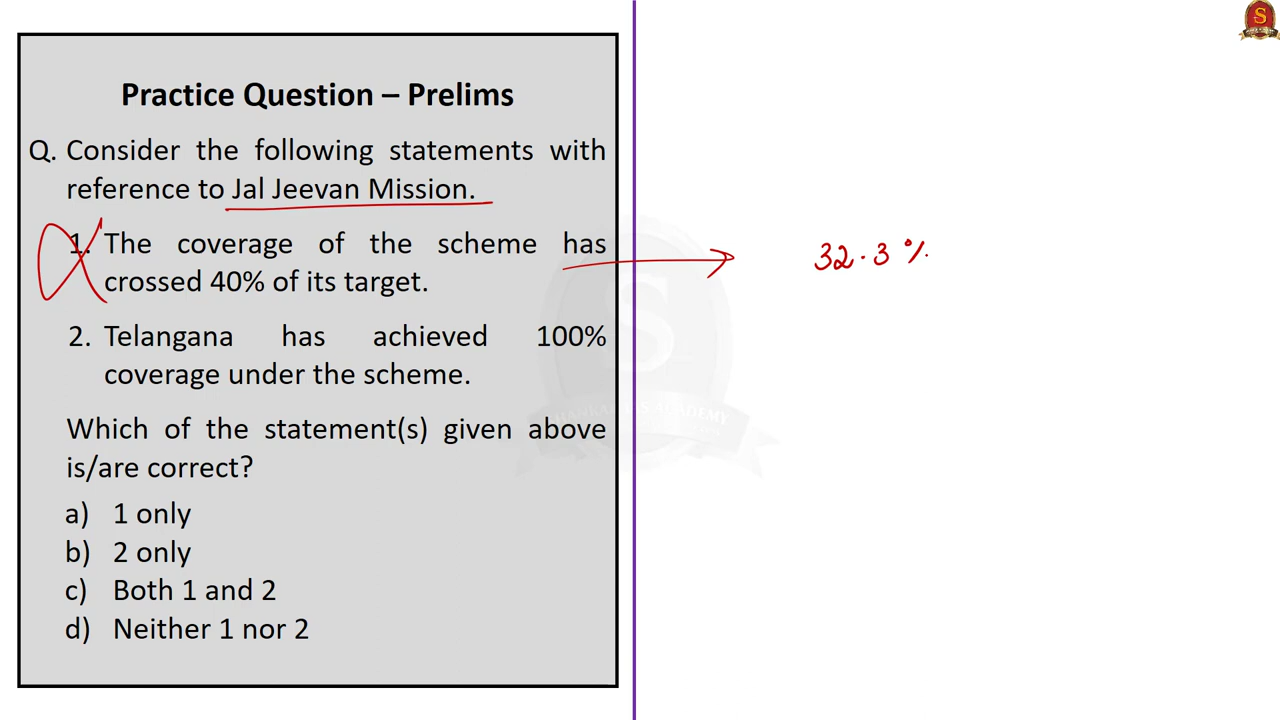 Practice Question – Prelims
Q. Consider the following statements with
reference to Jal Jeevan Mission.
1. The coverage of the scheme has
crossed 40% of its target.
32.3 %
2. Telangana has achieved 100%
coverage under the scheme.
Which of the statement(s) given above
is/are correct?
a) 1 only
b) 2 only
c) Both 1 and 2
d) Neither 1 nor 2
S
S